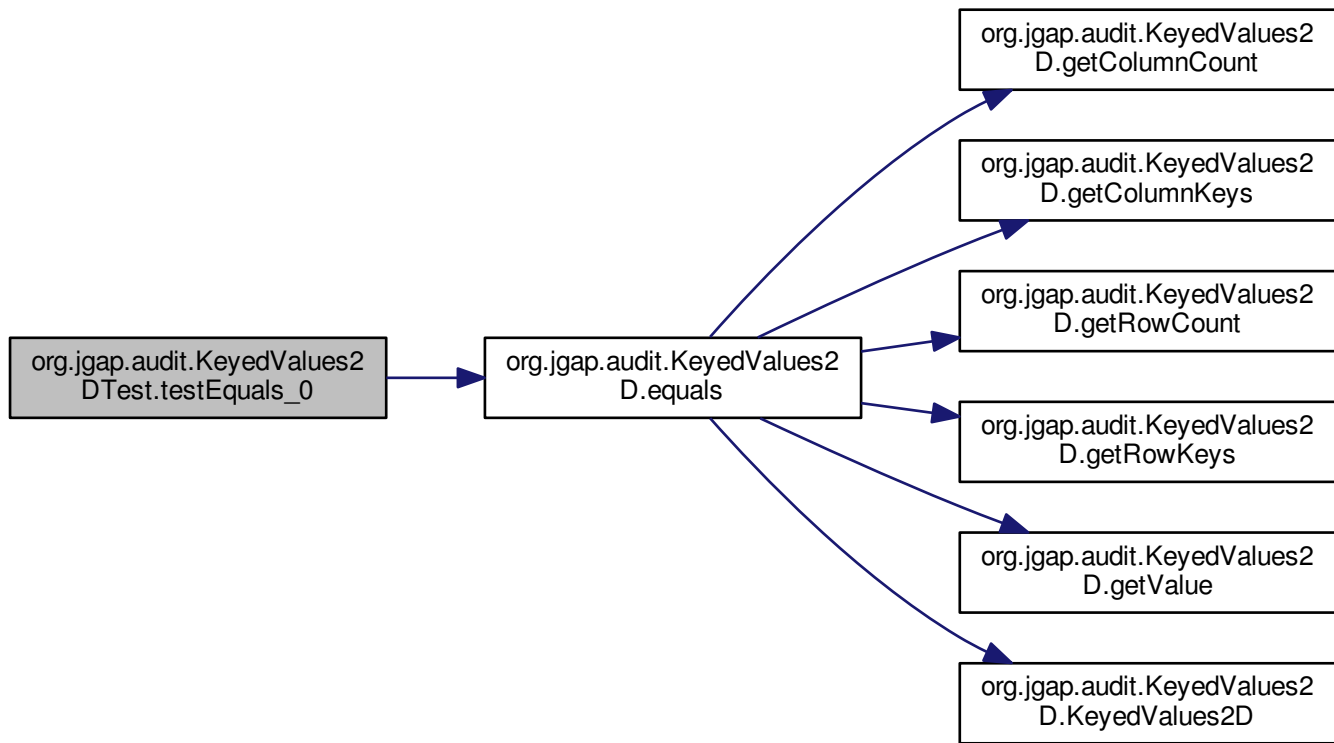 org.jgap.audit.KeyedValues2
D.getColumnCount
org.jgap.audit.KeyedValues2
D.getColumnKeys
org.jgap.audit.KeyedValues2
D.getRowCount
org.jgap.audit.KeyedValues2
DTest.testEquals_0
org.jgap.audit.KeyedValues2
D.equals
org.jgap.audit.KeyedValues2
D.getRowKeys
org.jgap.audit.KeyedValues2
D.getValue
org.jgap.audit.KeyedValues2
D.KeyedValues2D